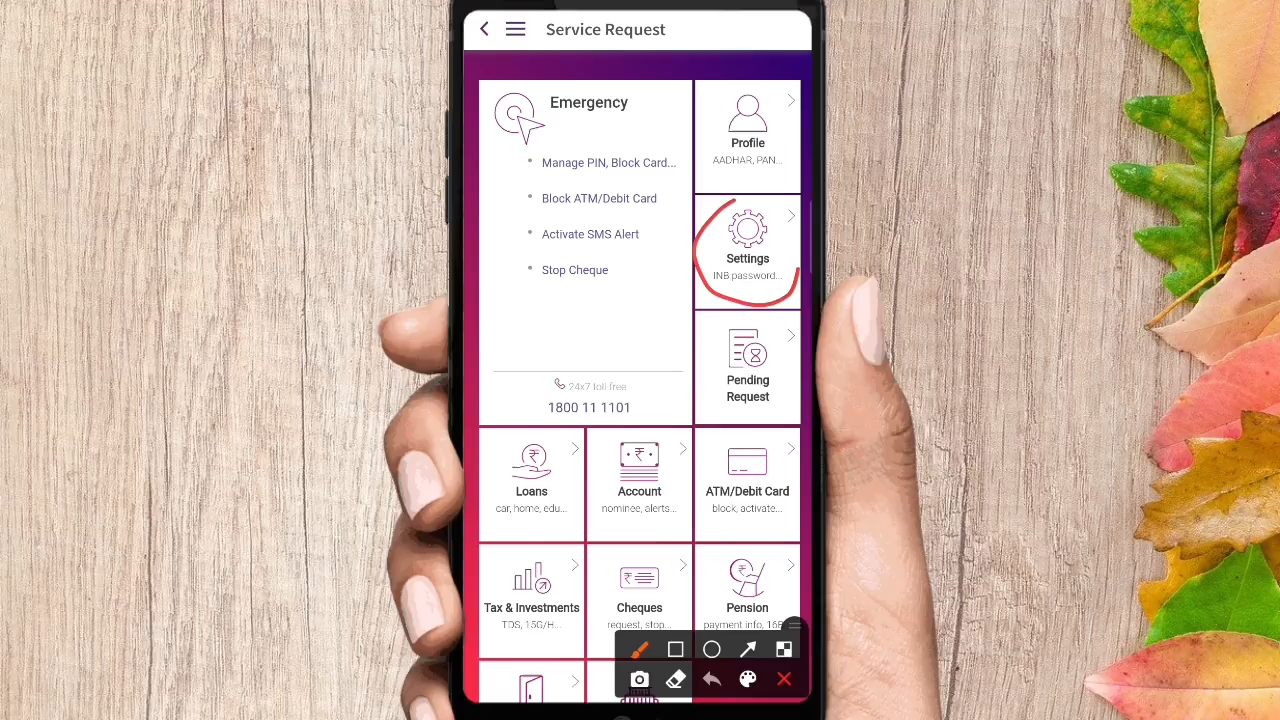 Service Request
Emergency
Manage PIN, Block Card...
Block ATM/Debit Card
Activate SMS Alert
Stop Cheque
24x7 toll free
1800 11 1101
Profile
AADHAR, PAN...
Settings
INB password...
Pending
Request
Loans
car, home, edu...
Account
nominee, alerts...
ATM/Debit Card
block, activate...
Tax & Investments
TDS, 15G/H...
Cheques
request, stop...
Pension
payment info, 16B